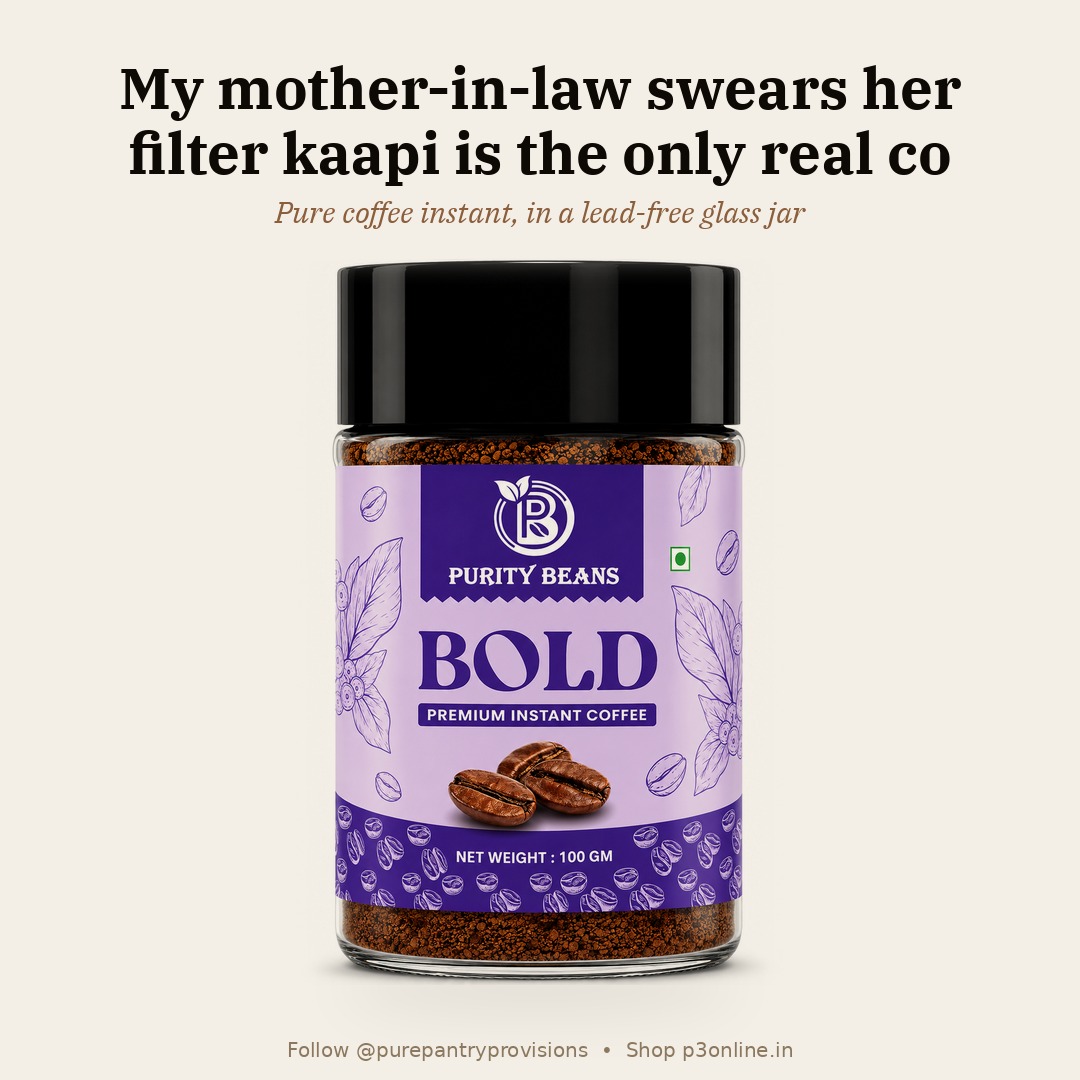 My mother-in-law swears her
filter kaapi is the only real co
Pure coffee instant, in a lead-free glass jar
PURITY BEANS
BOLD
PREMIUM INSTANT COFFEE
NET WEIGHT : 100 GM
Follow @purepantryprovisions • Shop p3online.in